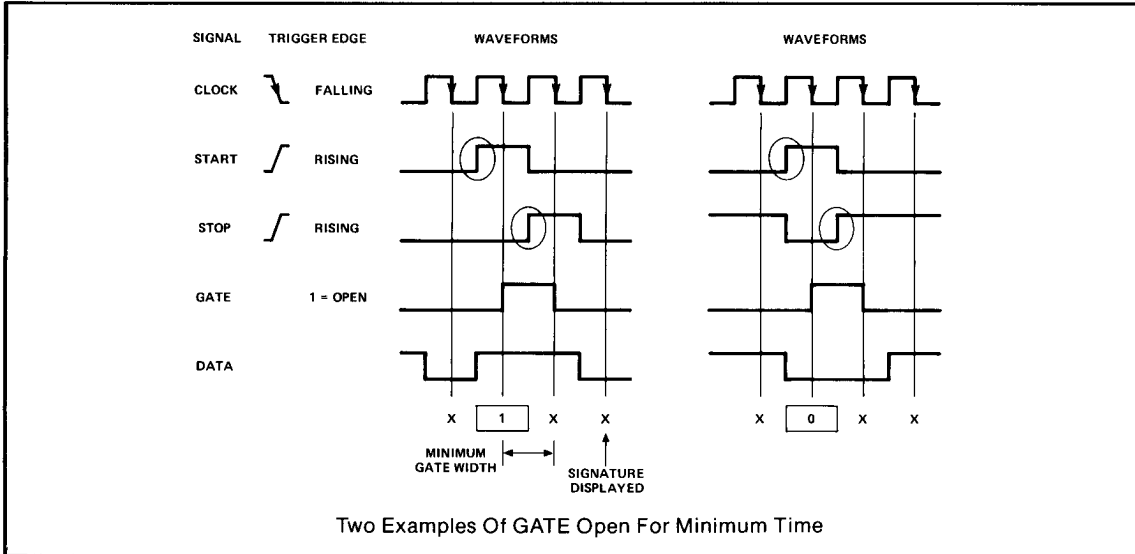 SIGNAL TRIGGER EDGE WAVEFORMS WAVEFORMS
CLOCK FALLING
START RISING
STOP RISING
GATE 1 = OPEN
DATA
X 1 X X X 0 X X
MINIMUM
GATE WIDTH
SIGNATURE
DISPLAYED
Two Examples Of GATE Open For Minimum Time